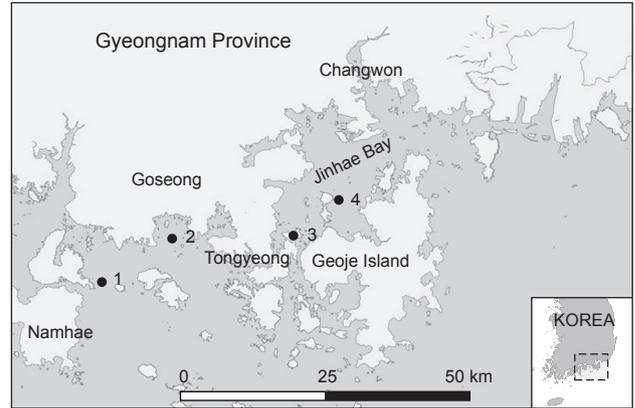 Gyeongnam Province
Changwon
Jinhae Bay
Goseong
4
2
3
Tongyeong
Geoje Island
1
Namhae
KOREA
0 25 50 km